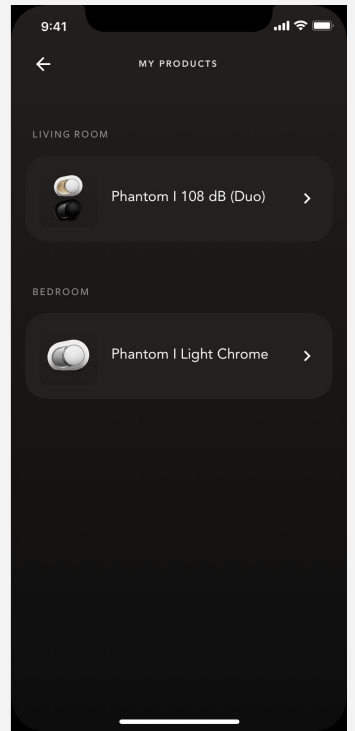 9:41
MY PRODUCTS
LIVING ROOM
Phantom I 108 dB (Duo)
BEDROOM
Phantom I Light Chrome